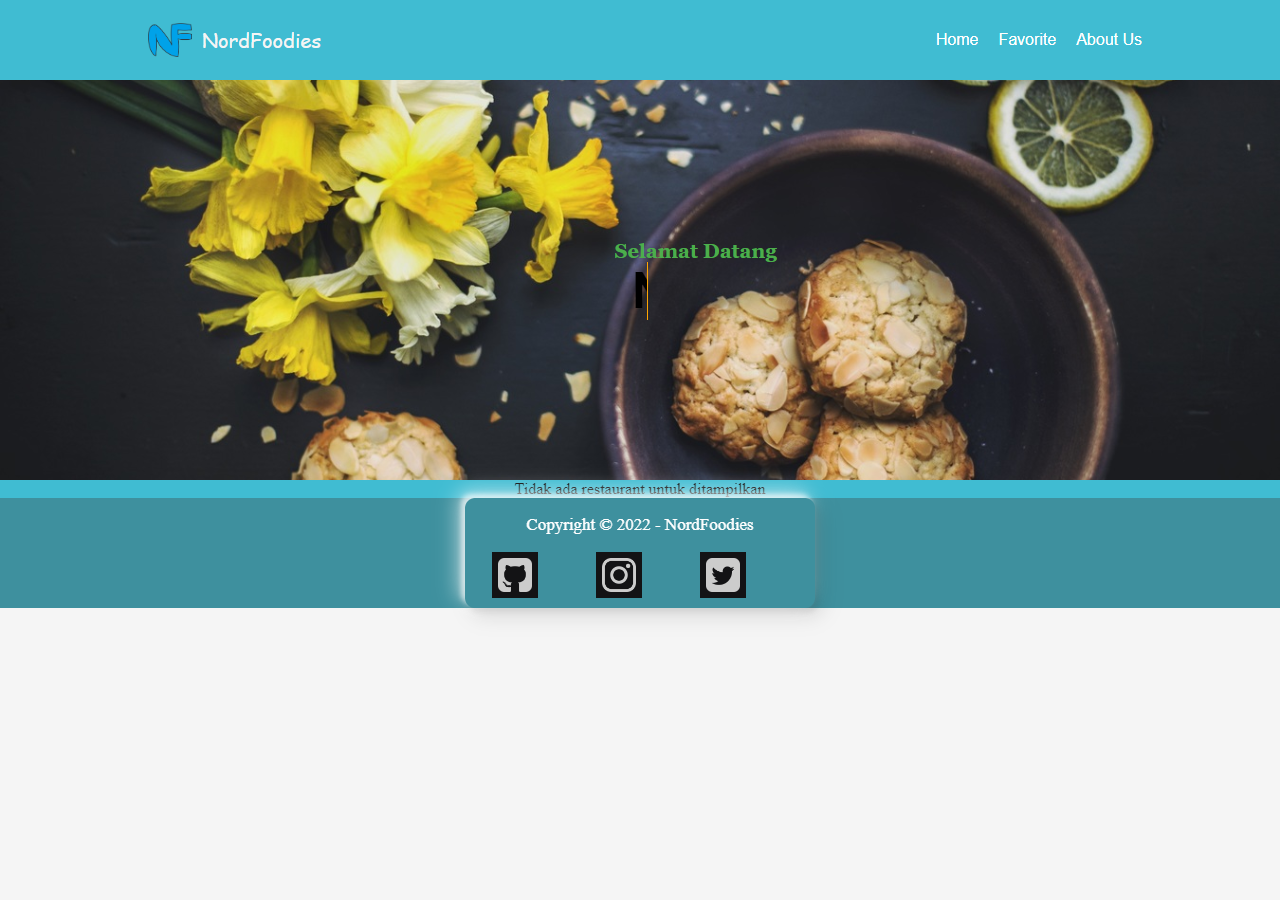 NF NordFoodies
Home Favorite About Us
Selamat Datang
Tidak ada restaurant untuk ditampilkan
Copyright © 2022 - NordFoodies